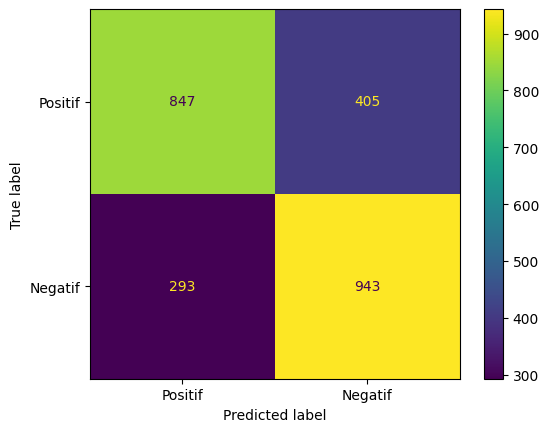 Positif
847
405
Negatif
293
943
Positif
Negatif
Predicted label
True label
900
800
700
600
500
400
300